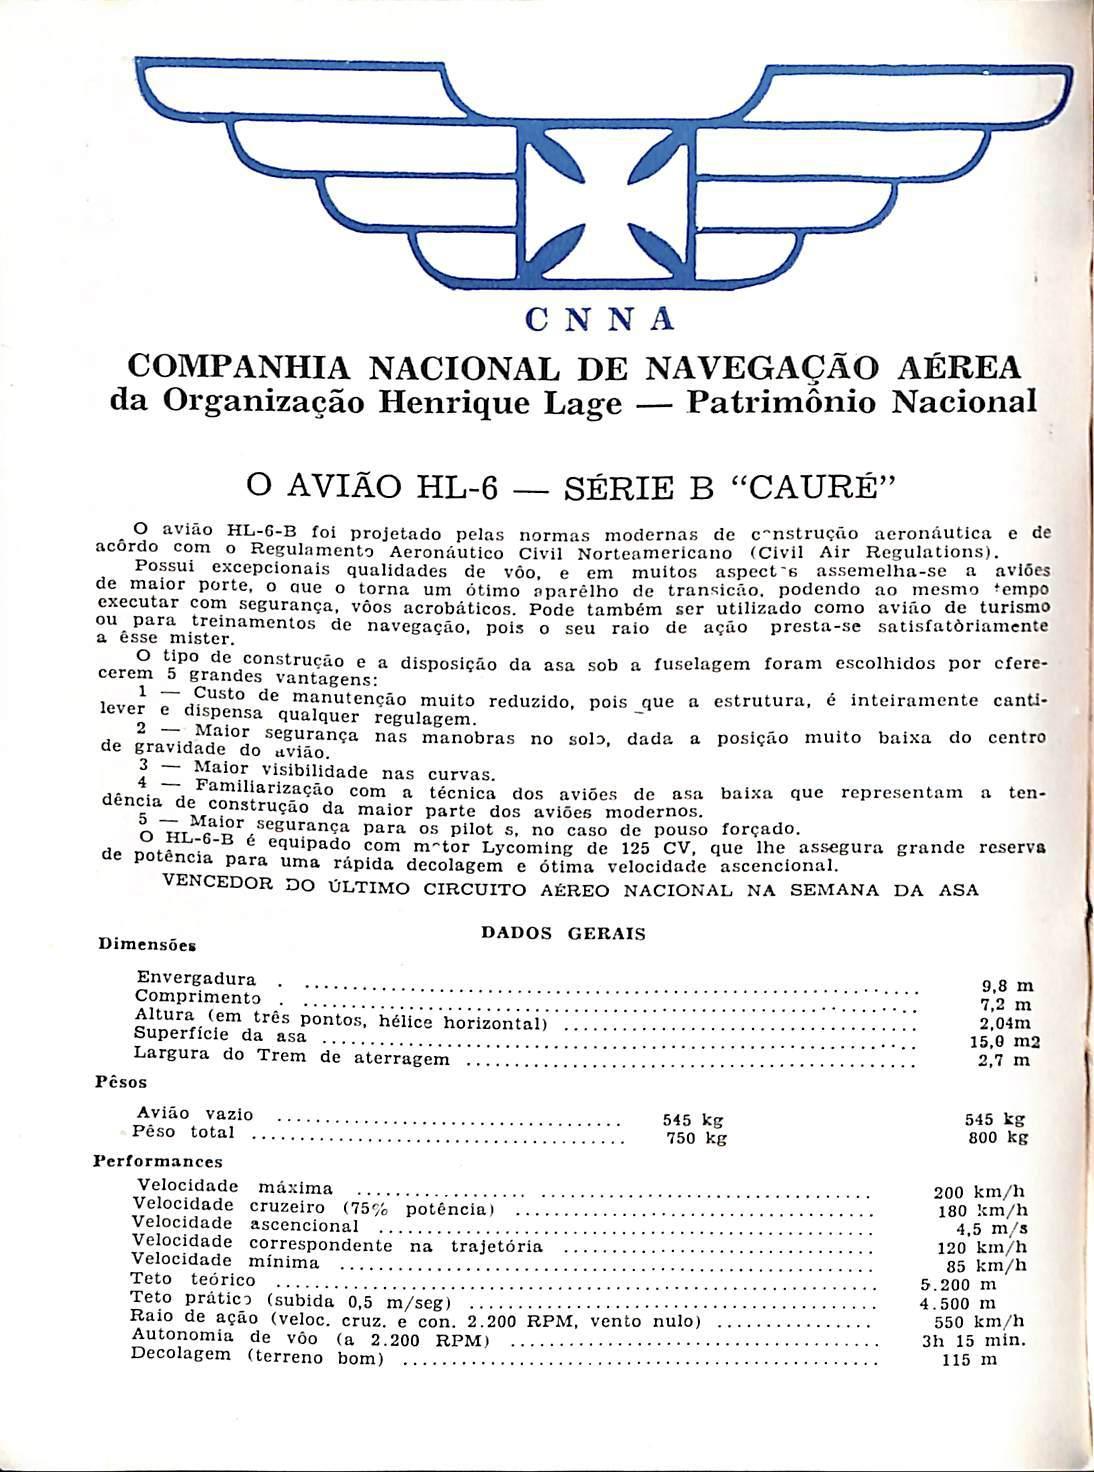 C N N A
COMPANHIA NACIONAL DE NAVEGAÇÃO AÉREA
da Organização Henrique Lage — Patrimônio Nacional
O AVIÃO HL-6 — SÉRIE B “CAURÉ”
O avião HL-6-B foi projetado pelas normas modernas de c nstrução aeronáutica e de
acôrdo com o Regulamento Aeronáutico Civil Norteamericano (Civil Air Regulations).
Possui excepcionais qualidades de vôo, e em muitos aspect s assemelha-se a aviões
de maior porte, o que o torna um ótimo aparêlho de transição, podendo ao mesmo tempo
executar com segurança, vôos acrobáticos. Pode também ser utilizado como avião de turismo
ou para treinamentos de navegação, pois o seu raio de ação presta-se satisfatòriamente
a êsse mister.
O tipo de construção e a disposição da asa sob a fuselagem foram escolhidos por cfere-
cerem 5 grandes vantagens:
1 — Custo de manutenção muito reduzido, pois que a estrutura, é inteiramente canti-
lever e dispensa qualquer regulagem.
2 — Maior segurança nas manobras no solo, dada a posição muito baixa do centro
de gravidade do avião.
3 — Maior visibilidade nas curvas.
4 — Familiarização com a técnica dos aviões de asa baixa que representam a ten-
dência de construção da maior parte dos aviões modernos.
5 — Maior segurança para os pilot s, no caso de pouso forçado.
O HL-6-B é equipado com m tor Lycoming de 125 CV, que lhe assegura grande reserva
de potência para uma rápida decolagem e ótima velocidade ascencional.
VENCEDOR DO ÚLTIMO CIRCUITO AÉREO NACIONAL NA SEMANA DA ASA
DADOS GERAIS
Dimensões
Envergadura . .......... 9,8 m
Comprimento . .......... 7,2 m
Altura (em três pontos, hélice horizontal) .......... 2,04m
Superfície da asa .......... 15,0 m2
Largura do Trem de aterragem .......... 2,7 m
Pêsos
Avião vazio .......... 545 kg 545 kg
Pêso total .......... 750 kg 800 kg
Performances
Velocidade máxima .......... 200 km/h
Velocidade cruzeiro (75% potência) .......... 180 km/h
Velocidade ascencional .......... 4,5 m/s
Velocidade correspondente na trajetória .......... 120 km/h
Velocidade mínima .......... 85 km/h
Teto teórico .......... 5.200 m
Teto prático (subida 0,5 m/seg) .......... 4.500 m
Raio de ação (veloc. cruz. e con. 2.200 RPM, vento nulo) .......... 550 km/h
Autonomia de vôo (a 2.200 RPM) .......... 3h 15 min.
Decolagem (terreno bom) .......... 115 m